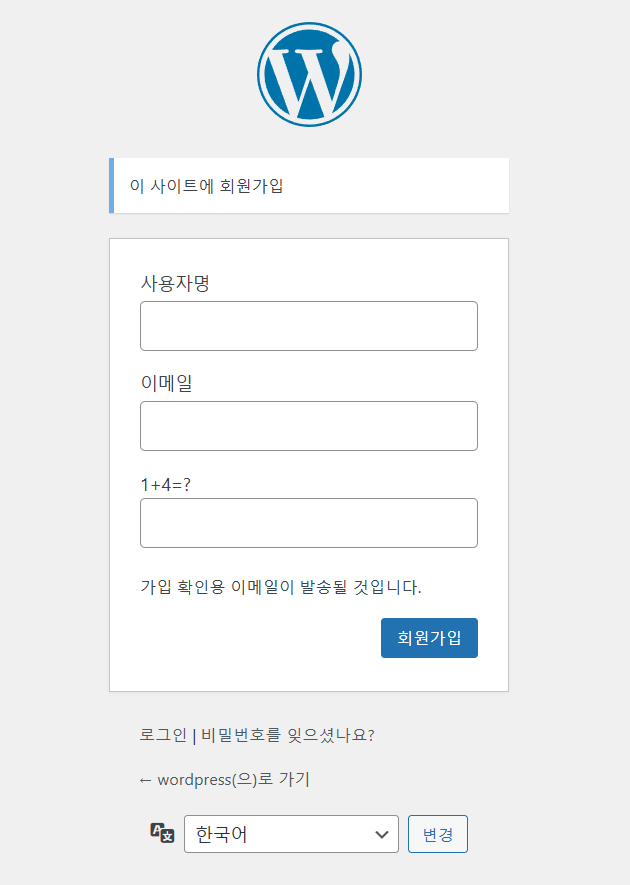 이 사이트에 회원가입
사용자명
이메일
1+4=?
가입 확인용 이메일이 발송될 것입니다.
회원가입
로그인 | 비밀번호를 잊으셨나요?
← wordpress(으)로 가기
한국어
변경